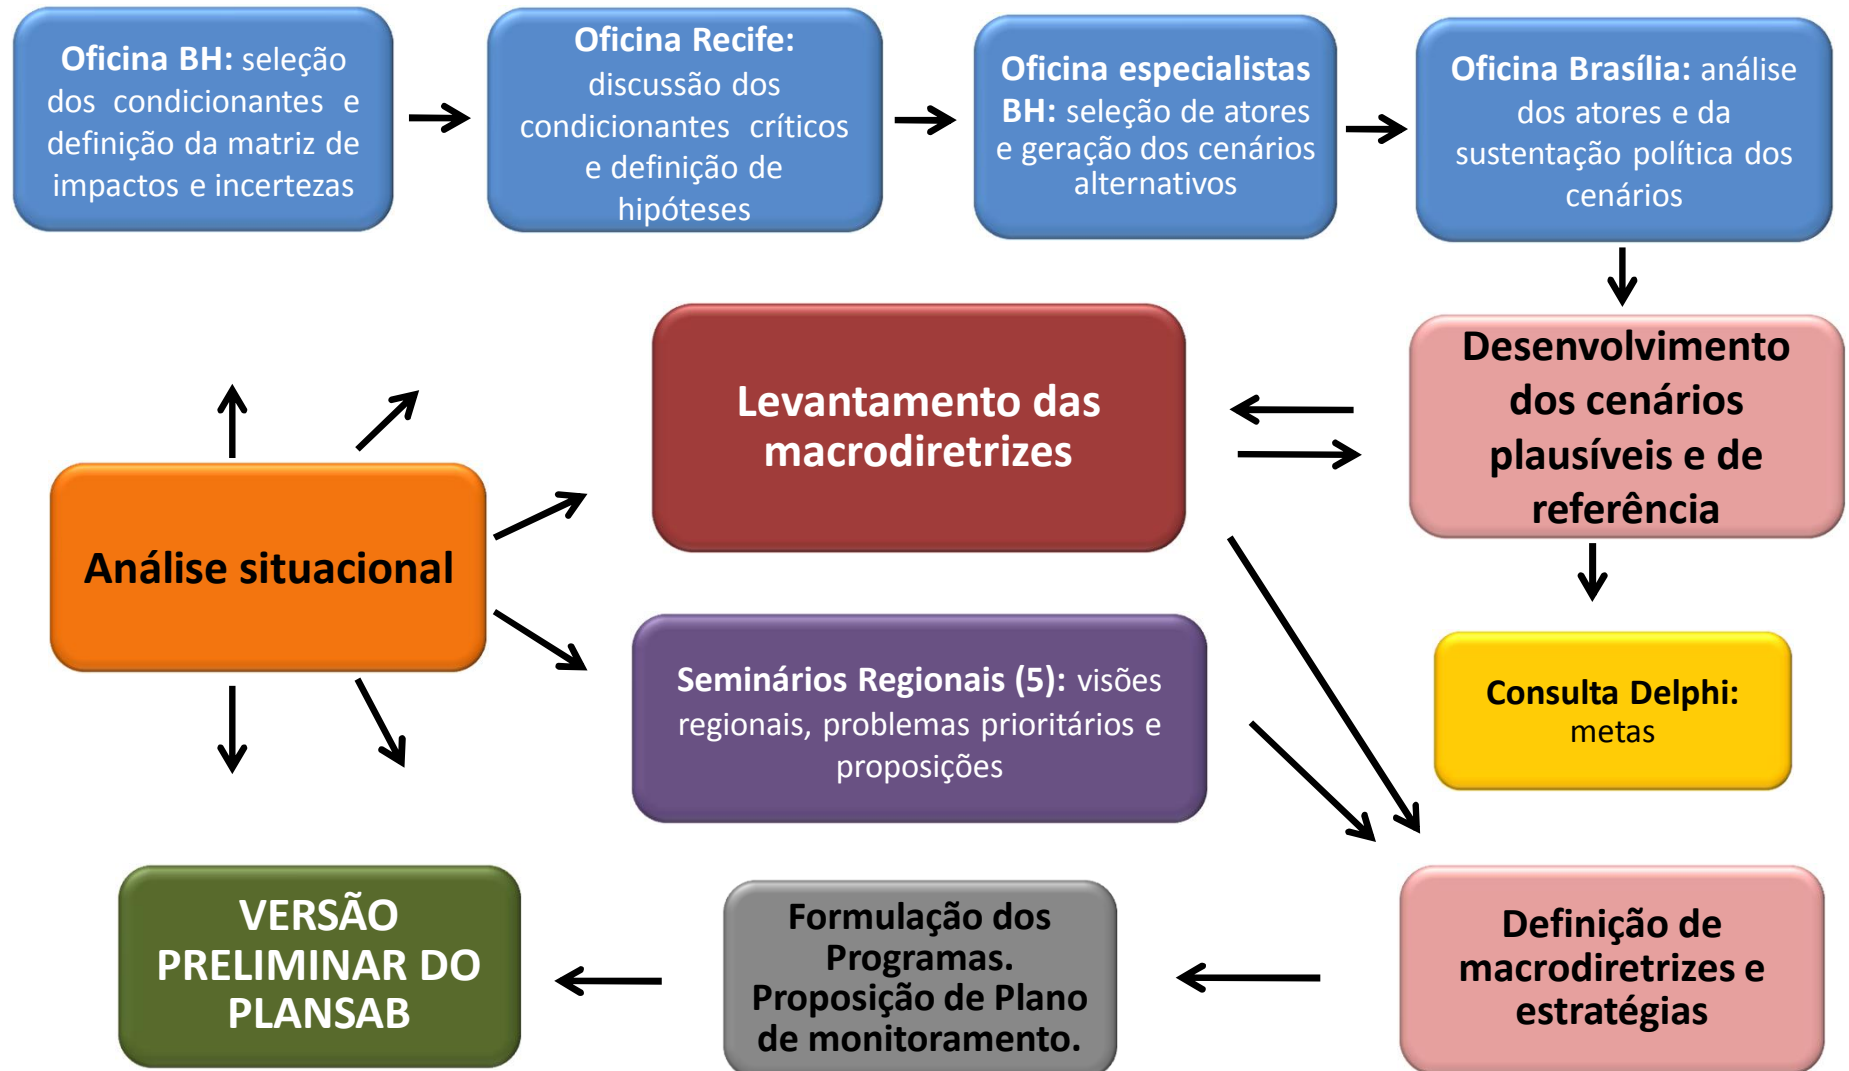 Oficina BH: seleção
dos condicionantes e
definição da matriz de
impactos e incertezas
Oficina Recife:
discussão dos
condicionantes críticos
e definição de
hipóteses
Oficina especialistas
BH: seleção de atores
e geração dos cenários
alternativos
Oficina Brasília: análise
dos atores e da
sustentação política dos
cenários
Levantamento das
macrodiretrizes
Desenvolvimento
dos cenários
plausíveis e de
referência
Análise situacional
Seminários Regionais (5): visões
regionais, problemas prioritários e
proposições
Consulta Delphi:
metas
VERSÃO
PRELIMINAR DO
PLANSAB
Formulação dos
Programas.
Proposição de Plano
de monitoramento.
Definição de
macrodiretrizes e
estratégias